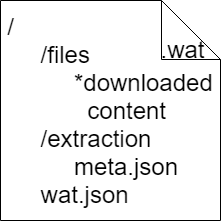 /
/files
.wat
*downloaded
content
/extraction
meta.json
wat.json